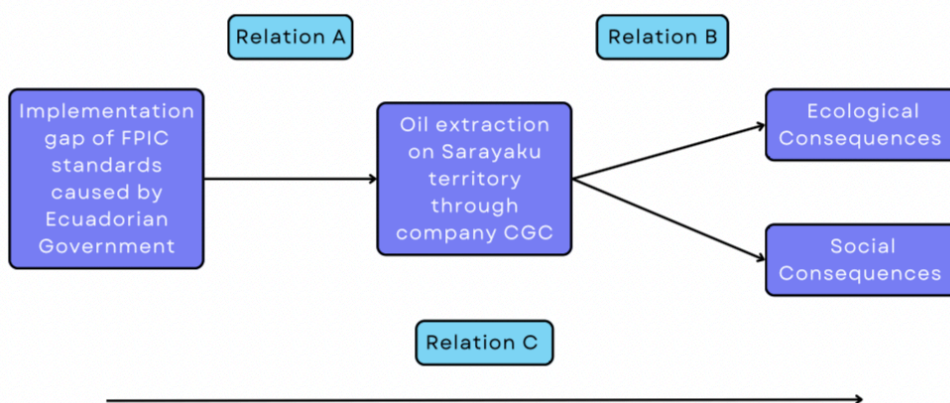 Relation A
Relation B
Implementation
gap of FPIC
standards
caused by
Ecuadorian
Government
Oil extraction
on Sarayaku
territory
through
company CGC
Ecological
Consequences
Social
Consequences
Relation C